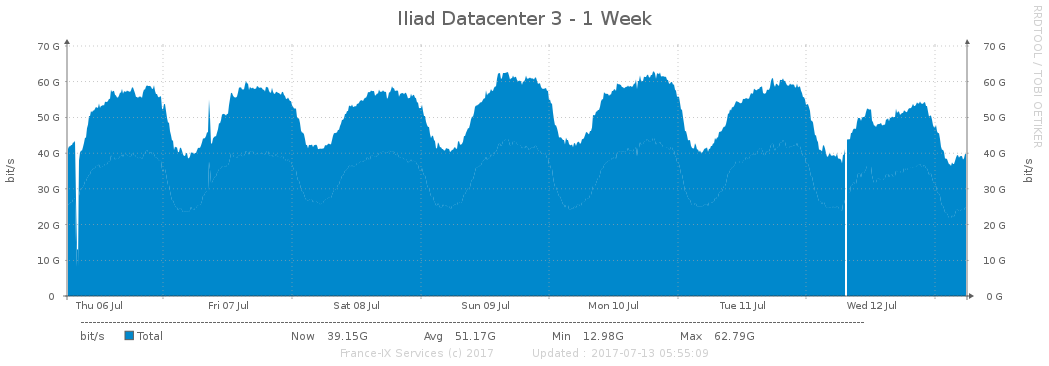 Iliad Datacenter 3 - 1 Week
RRDTOOL / TOBI OETIKER
bit/s
70 G 70 G
60 G 60 G
50 G 50 G
40 G 40 G
30 G 30 G
20 G 20 G
10 G 10 G
0 0 G
bit/s
Thu 06 Jul Fri 07 Jul Sat 08 Jul Sun 09 Jul Mon 10 Jul Tue 11 Jul Wed 12 Jul
bit/s Total Now 39.15G Avg 51.17G Min 12.98G Max 62.79G
France-IX Services (c) 2017 Updated : 2017-07-13 05:55:09